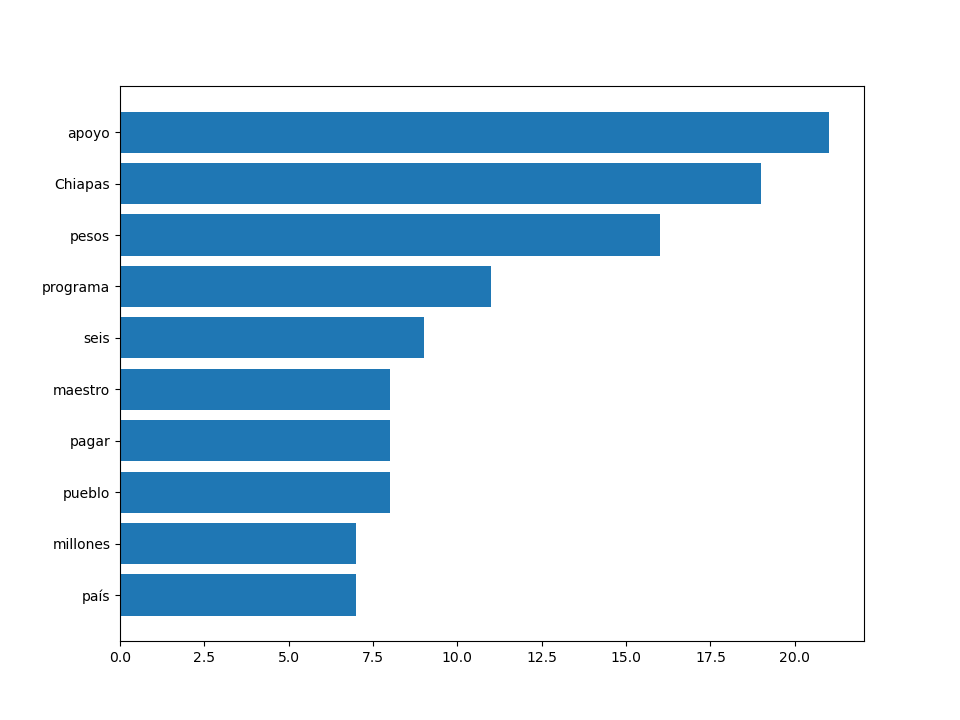 apoyo
Chiapas
pesos
programa
seis
maestro
pagar
pueblo
millones
país
0.0 2.5 5.0 7.5 10.0 12.5 15.0 17.5 20.0